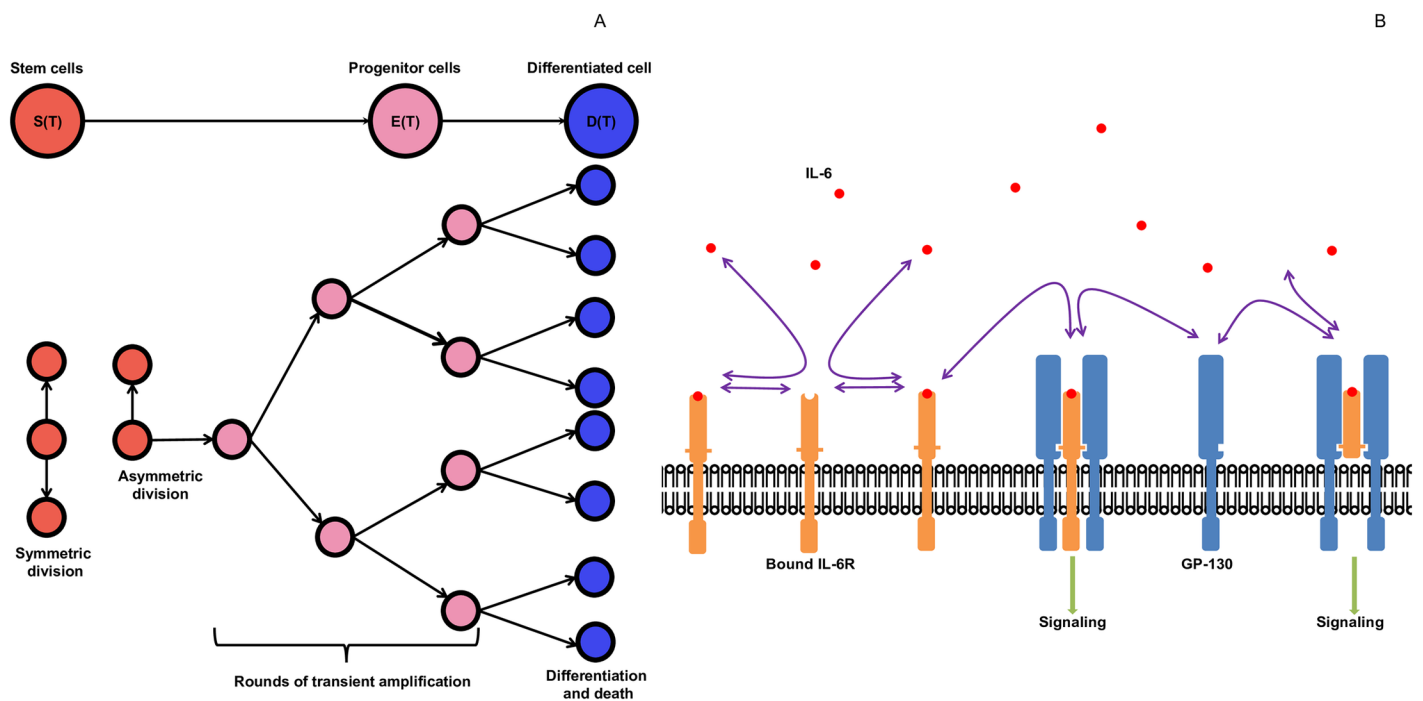 A
B
Stem cells
Progenitor cells
Differentiated cell
S(T)
E(T)
D(T)
IL-6
Asymmetric
division
Symmetric
division
Bound IL-6R
GP-130
Signaling
Signaling
Rounds of transient amplification
Differentiation
and death